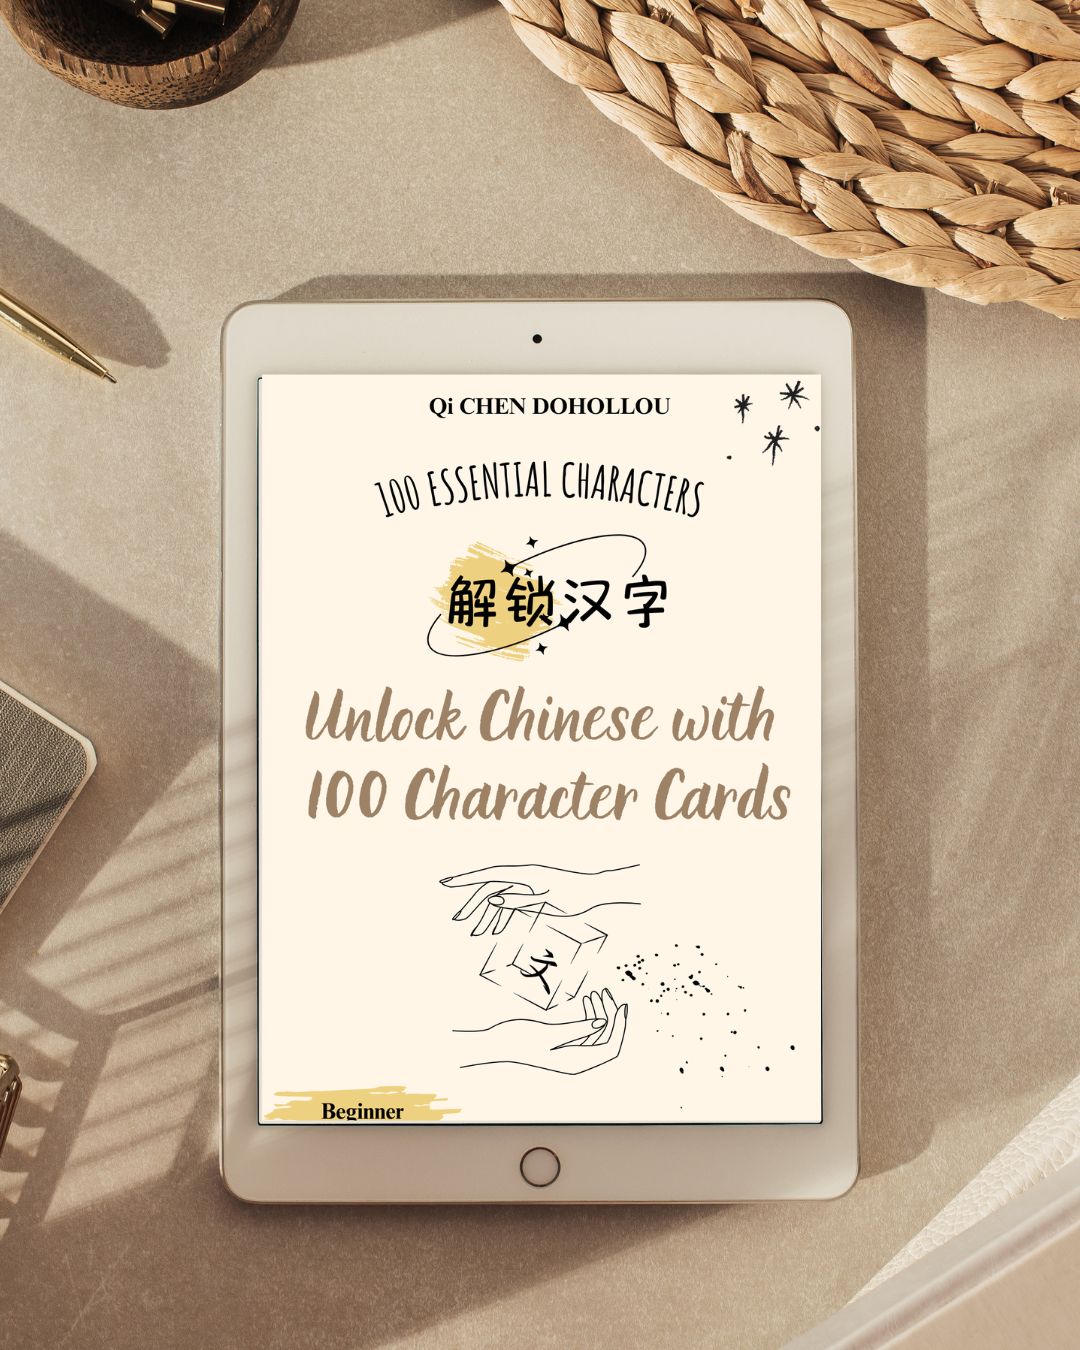 Qi CHEN DOHOLLOU
100 ESSENTIAL CHARACTERS
解锁汉字
Unlock Chinese with
100 Character Cards
文
Beginner